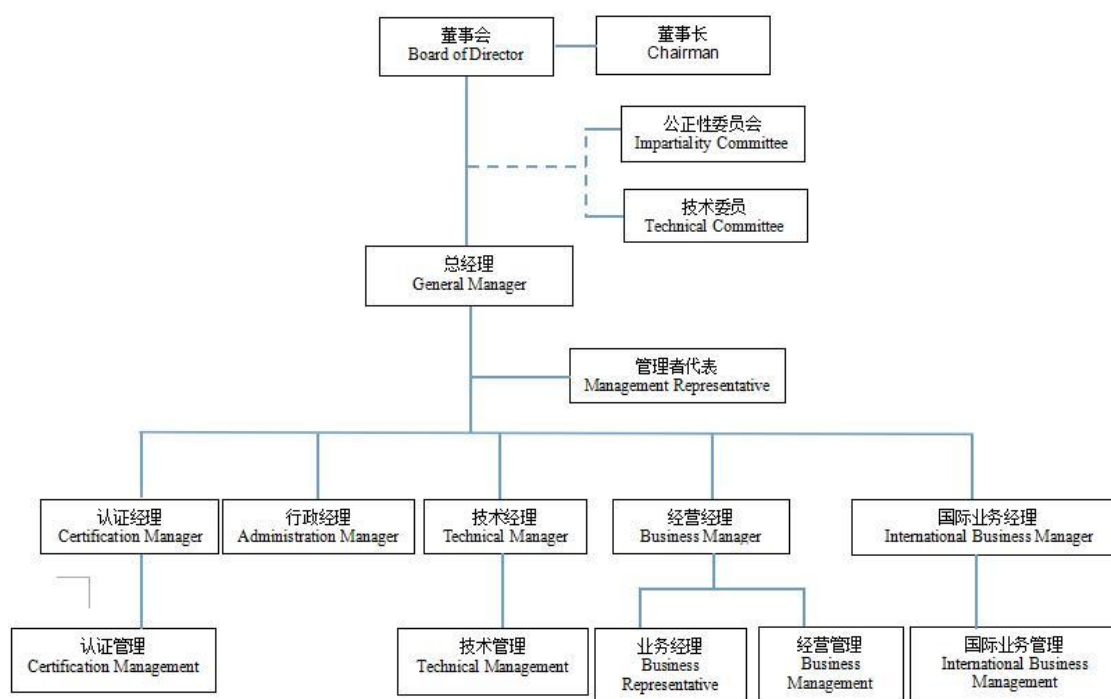 董事会
Board of Director
董事长
Chairman
公正性委员会
Impartiality Committee
技术委员
Technical Committee
总经理
General Manager
管理者代表
Management Representative
认证经理
Certification Manager
行政经理
Administration Manager
技术经理
Technical Manager
经营经理
Business Manager
国际业务经理
International Business Manager
认证管理
Certification Management
技术管理
Technical Management
业务经理
Business
Representative
经营管理
Business
Management
国际业务管理
International Business
Management